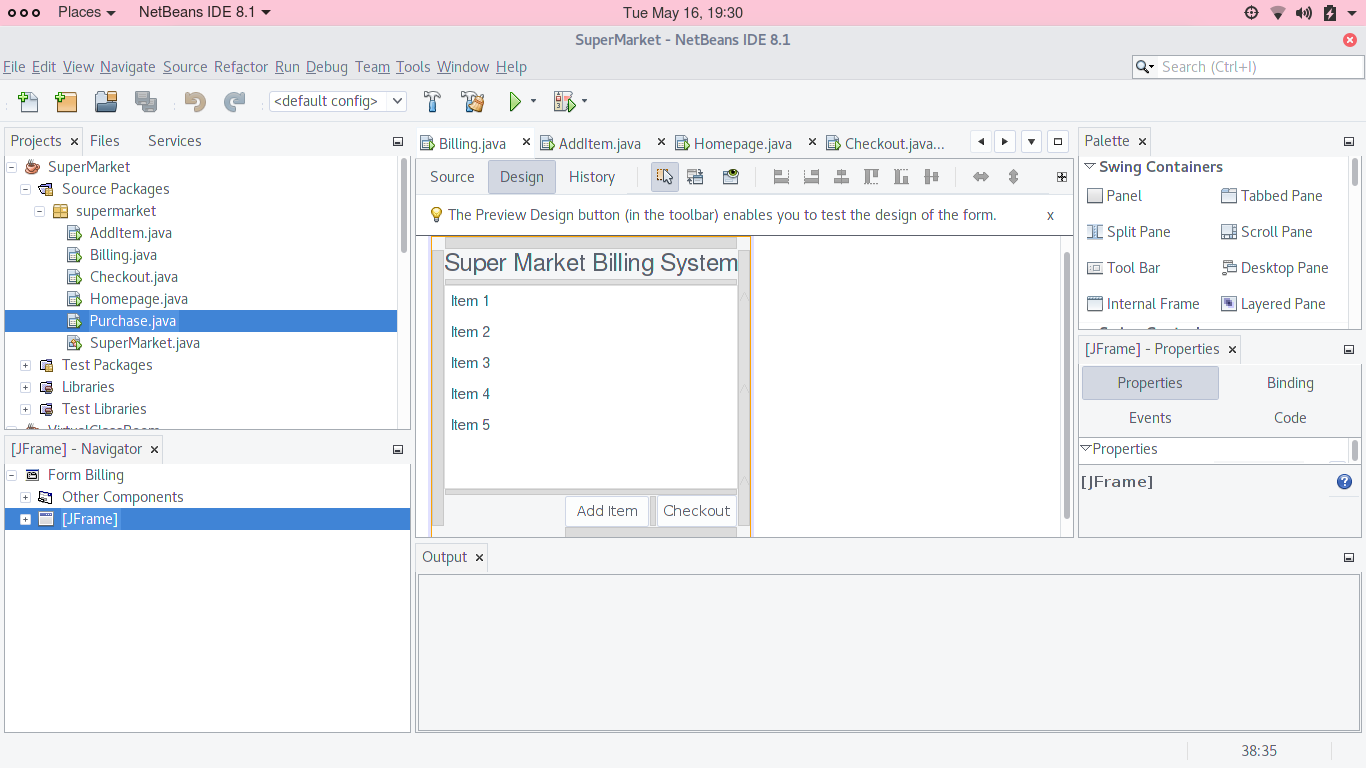 Places NetBeans IDE 8.1 Tue May 16, 19:30
SuperMarket - NetBeans IDE 8.1
File Edit View Navigate Source Refactor Run Debug Team Tools Window Help Search (Ctrl+I)
<default config>
Projects Files Services
SuperMarket
Source Packages
supermarket
AddItem.java
Billing.java
Checkout.java
Homepage.java
Purchase.java
SuperMarket.java
Test Packages
Libraries
Test Libraries
[JFrame] - Navigator
Form Billing
Other Components
[JFrame]
Billing.java AddItem.java Homepage.java Checkout.java...
Source Design History
The Preview Design button (in the toolbar) enables you to test the design of the form. x
Super Market Billing System
Item 1
Item 2
Item 3
Item 4
Item 5
Add Item Checkout
Output
Palette
Swing Containers
Panel Tabbed Pane
Split Pane Scroll Pane
Tool Bar Desktop Pane
Internal Frame Layered Pane
[JFrame] - Properties
Properties Binding
Events Code
Properties
[JFrame]
38:35